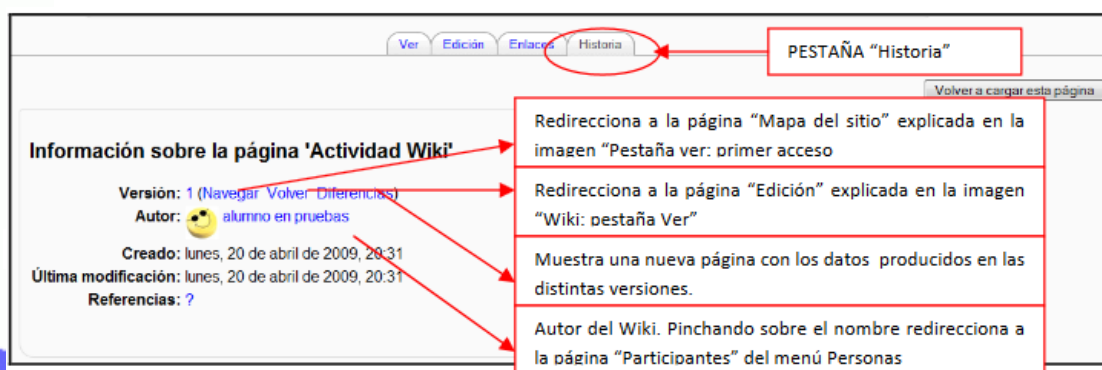 Ver Edición Enlaces Historia
PESTAÑA “Historia”
Volver a cargar esta página
Información sobre la página 'Actividad Wiki'
Versión: 1 (Navegar Volver Diferencias)
Autor: alumno en pruebas
Creado: lunes, 20 de abril de 2009, 20:31
Última modificación: lunes, 20 de abril de 2009, 20:31
Referencias: ?
Redirecciona a la página “Mapa del sitio” explicada en la
imagen “Pestaña ver: primer acceso
Redirecciona a la página “Edición” explicada en la imagen
“Wiki: pestaña Ver”
Muestra una nueva página con los datos producidos en las
distintas versiones.
Autor del Wiki. Pinchando sobre el nombre redirecciona a
la página “Participantes” del menú Personas